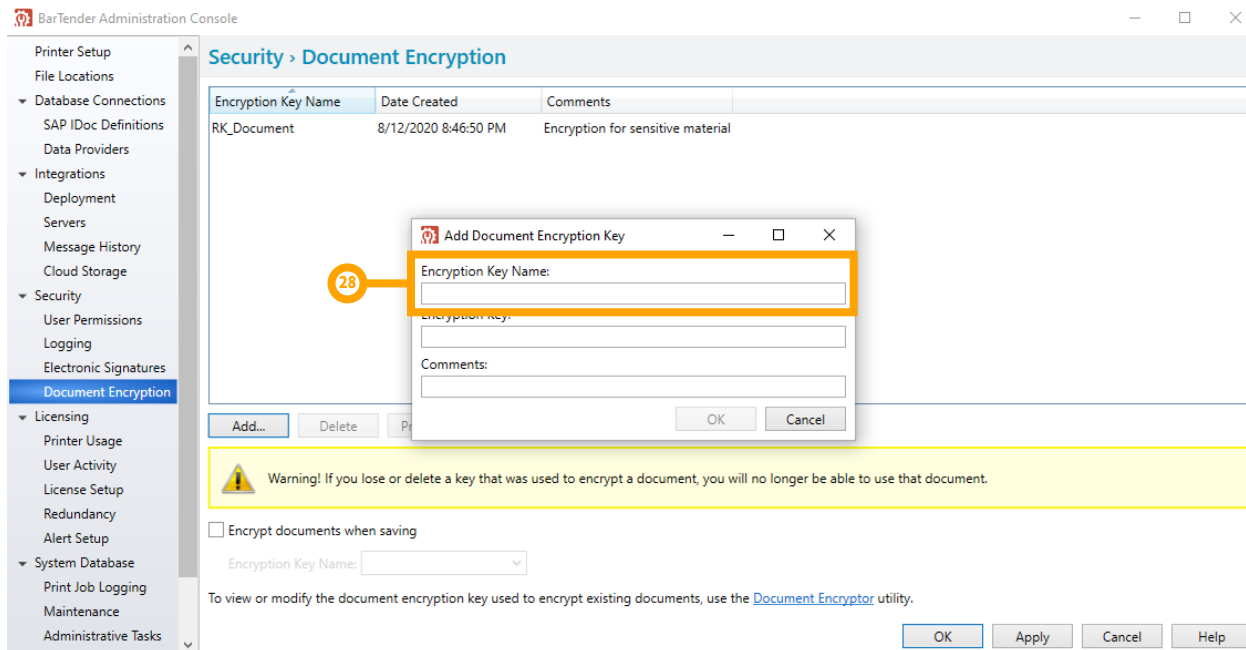 BarTender Administration Console
Printer Setup
File Locations
Database Connections
SAP IDoc Definitions
Data Providers
Integrations
Deployment
Servers
Message History
Cloud Storage
Security
User Permissions
Logging
Electronic Signatures
Document Encryption
Licensing
Printer Usage
User Activity
License Setup
Redundancy
Alert Setup
System Database
Print Job Logging
Maintenance
Administrative Tasks
Security › Document Encryption
Encryption Key Name Date Created Comments
RK_Document 8/12/2020 8:46:50 PM Encryption for sensitive material
Add Document Encryption Key
28
Encryption Key Name:
Encryption Key:
Comments:
OK Cancel
Add... Delete
Warning! If you lose or delete a key that was used to encrypt a document, you will no longer be able to use that document.
Encrypt documents when saving
Encryption Key Name:
To view or modify the document encryption key used to encrypt existing documents, use the Document Encryptor utility.
OK Apply Cancel Help